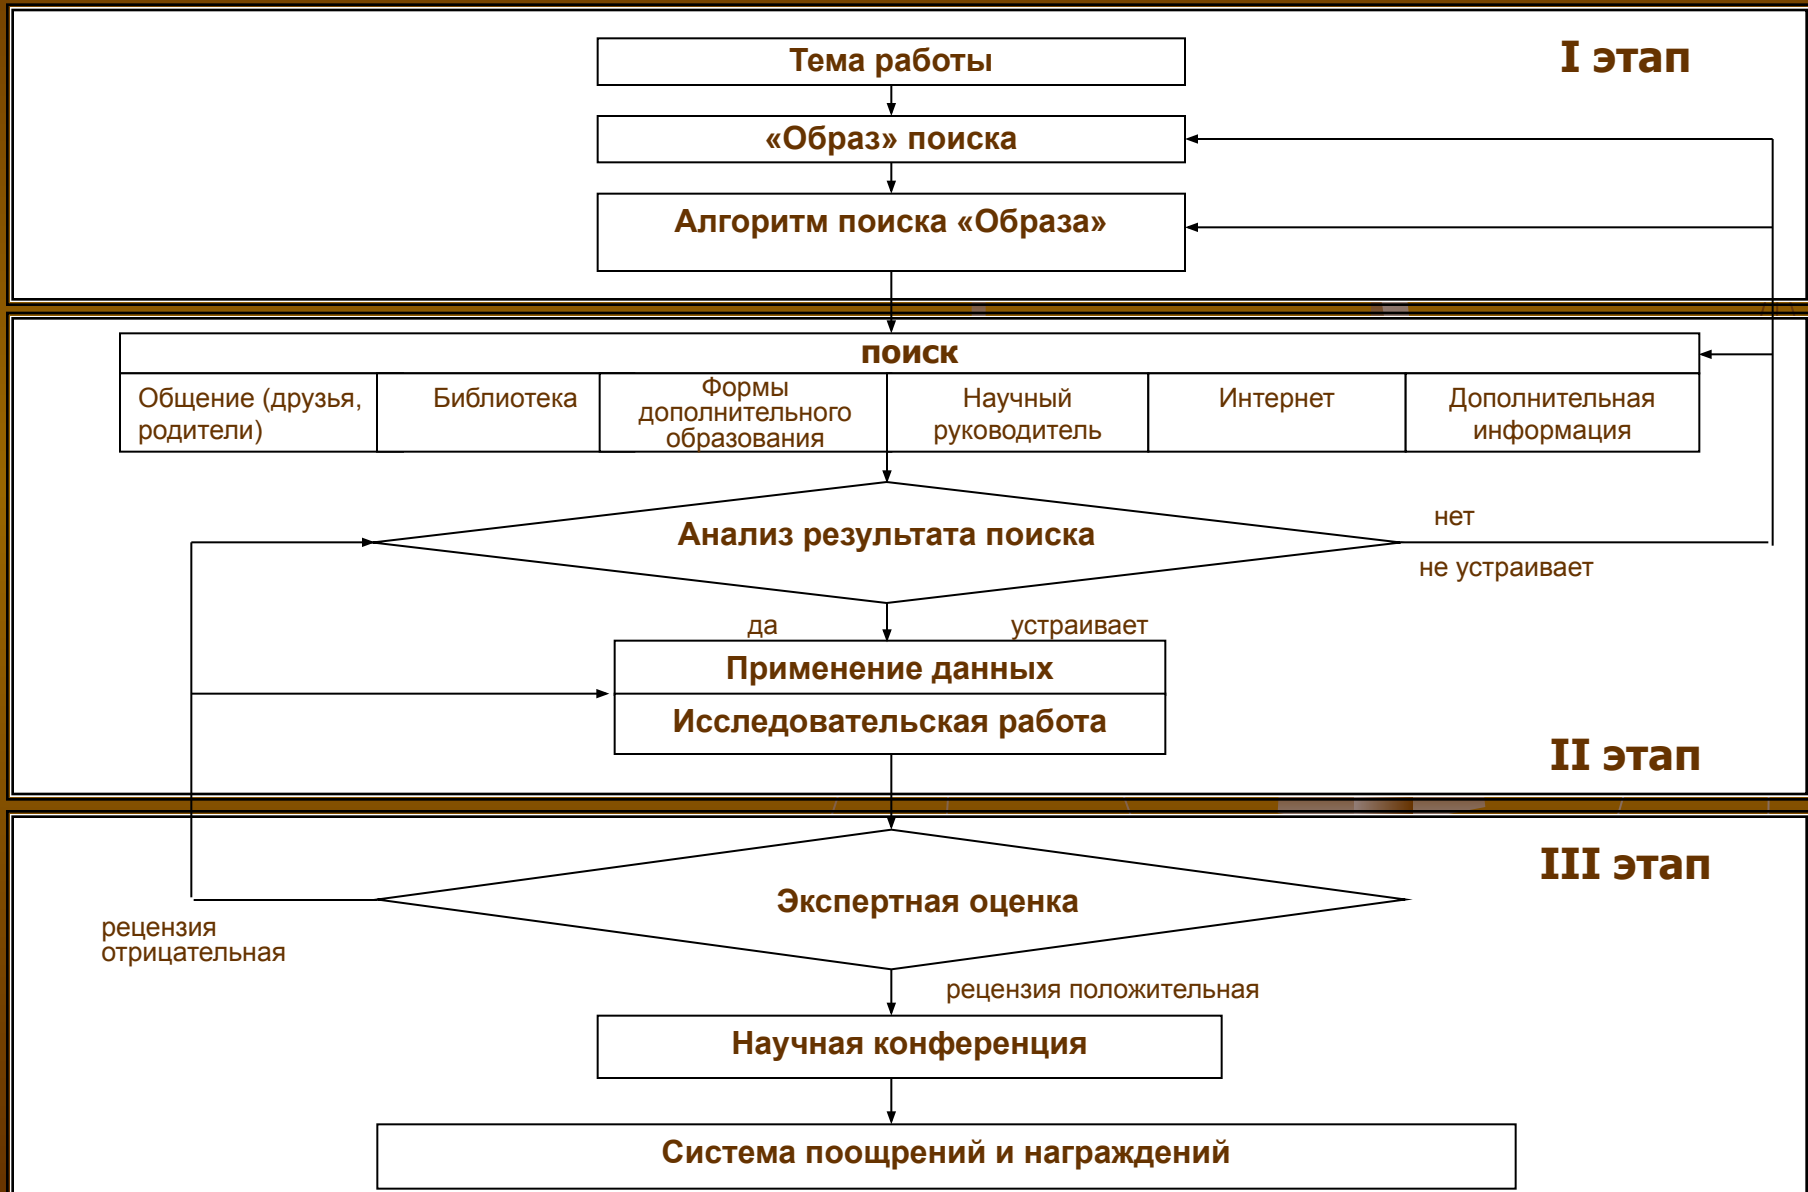 I этап
Тема работы
«Образ» поиска
Алгоритм поиска «Образа»
поиск
Общение (друзья,
родители)
Библиотека
Формы
дополнительного
образования
Научный
руководитель
Интернет
Дополнительная
информация
Анализ результата поиска
нет
не устраивает
да
устраивает
Применение данных
Исследовательская работа
II этап
III этап
Экспертная оценка
рецензия
отрицательная
рецензия положительная
Научная конференция
Система поощрений и награждений